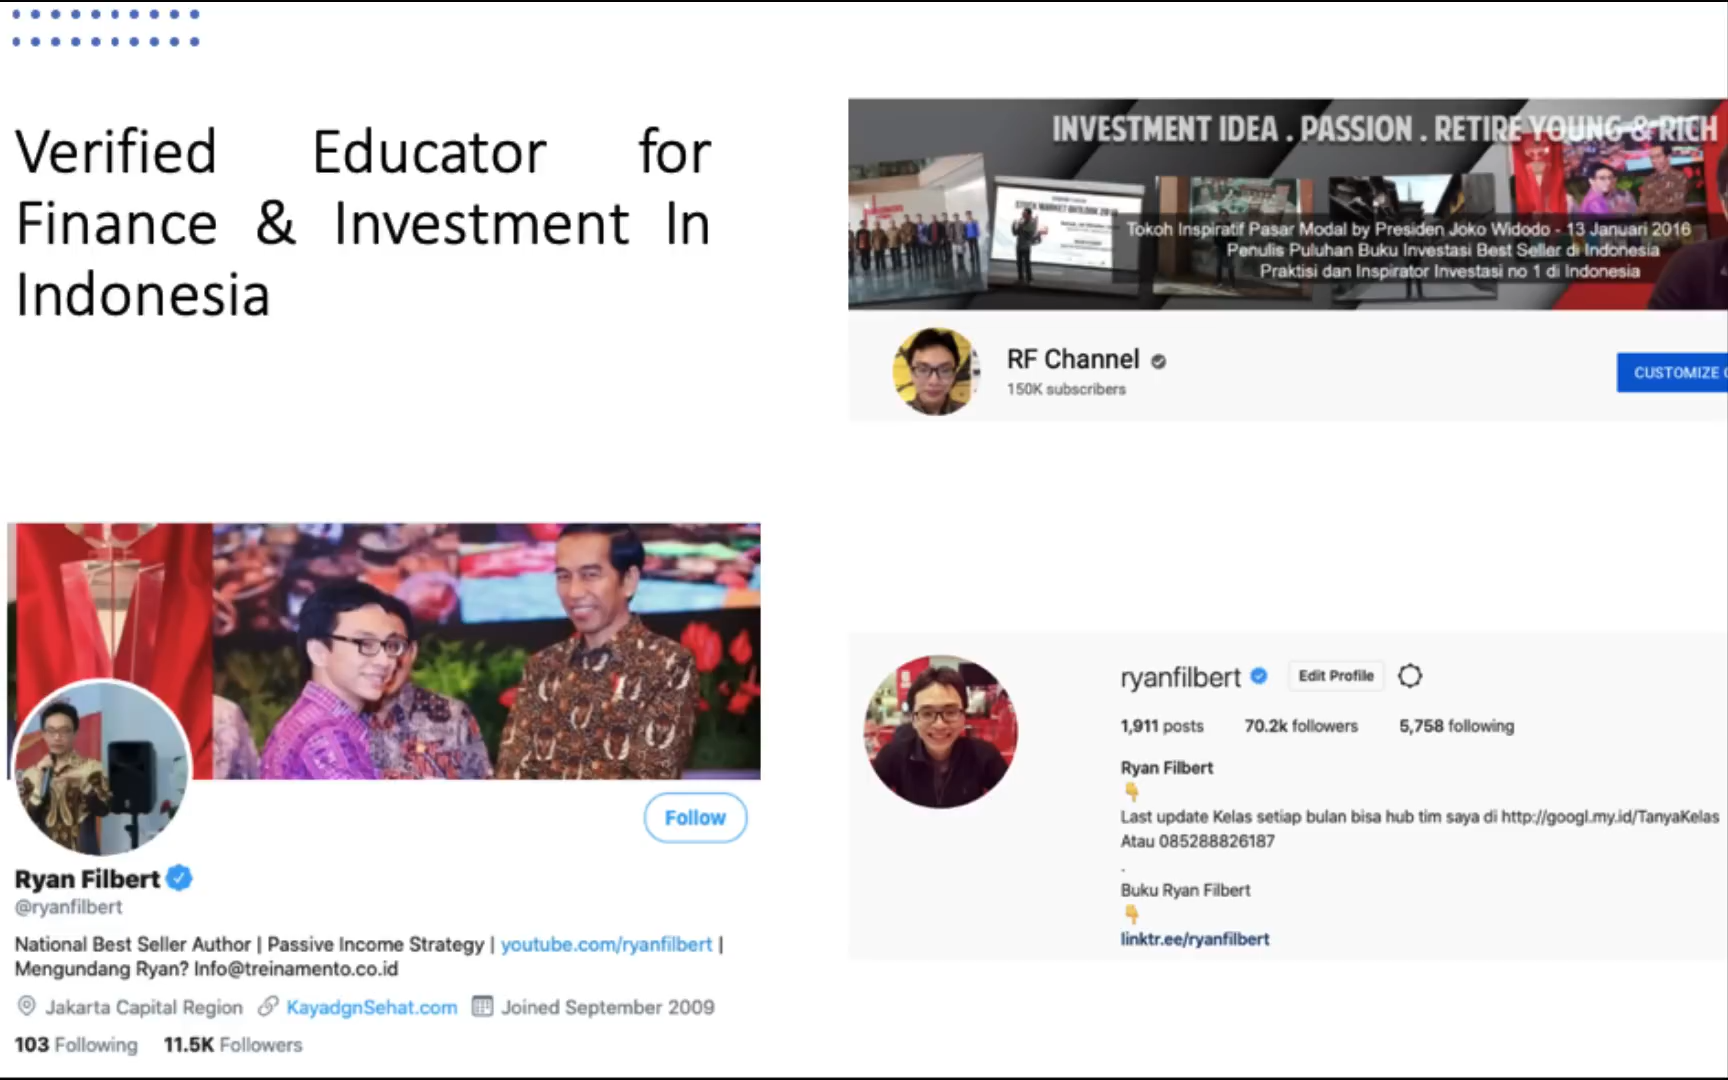 Verified Educator for
Finance & Investment In
Indonesia
INVESTMENT IDEA . PASSION . RETIRE YOUNG & RICH
STOCK MARKET OUTLOOK
Tokoh Inspiratif Pasar Modal by Presiden Joko Widodo - 13 Januari 2016
Penulis Puluhan Buku Investasi Best Seller di Indonesia
Praktisi dan Inspirator Investasi no 1 di Indonesia
RF Channel
150K subscribers
CUSTOMIZE
Follow
Ryan Filbert
@ryanfilbert
National Best Seller Author | Passive Income Strategy | youtube.com/ryanfilbert |
Mengundang Ryan? Info@treinamento.co.id
Jakarta Capital Region KayadgnSehat.com Joined September 2009
103 Following 11.5K Followers
ryanfilbert Edit Profile
1,911 posts 70.2k followers 5,758 following
Ryan Filbert
👇
Last update Kelas setiap bulan bisa hub tim saya di http://googl.my.id/TanyaKelas
Atau 085288826187
.
Buku Ryan Filbert
👇
linktr.ee/ryanfilbert